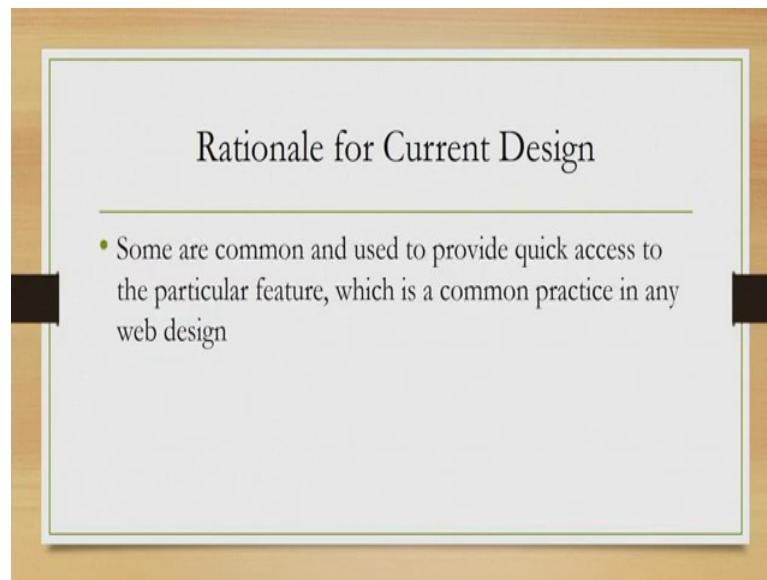 Rationale for Current Design
• Some are common and used to provide quick access to
the particular feature, which is a common practice in any
web design